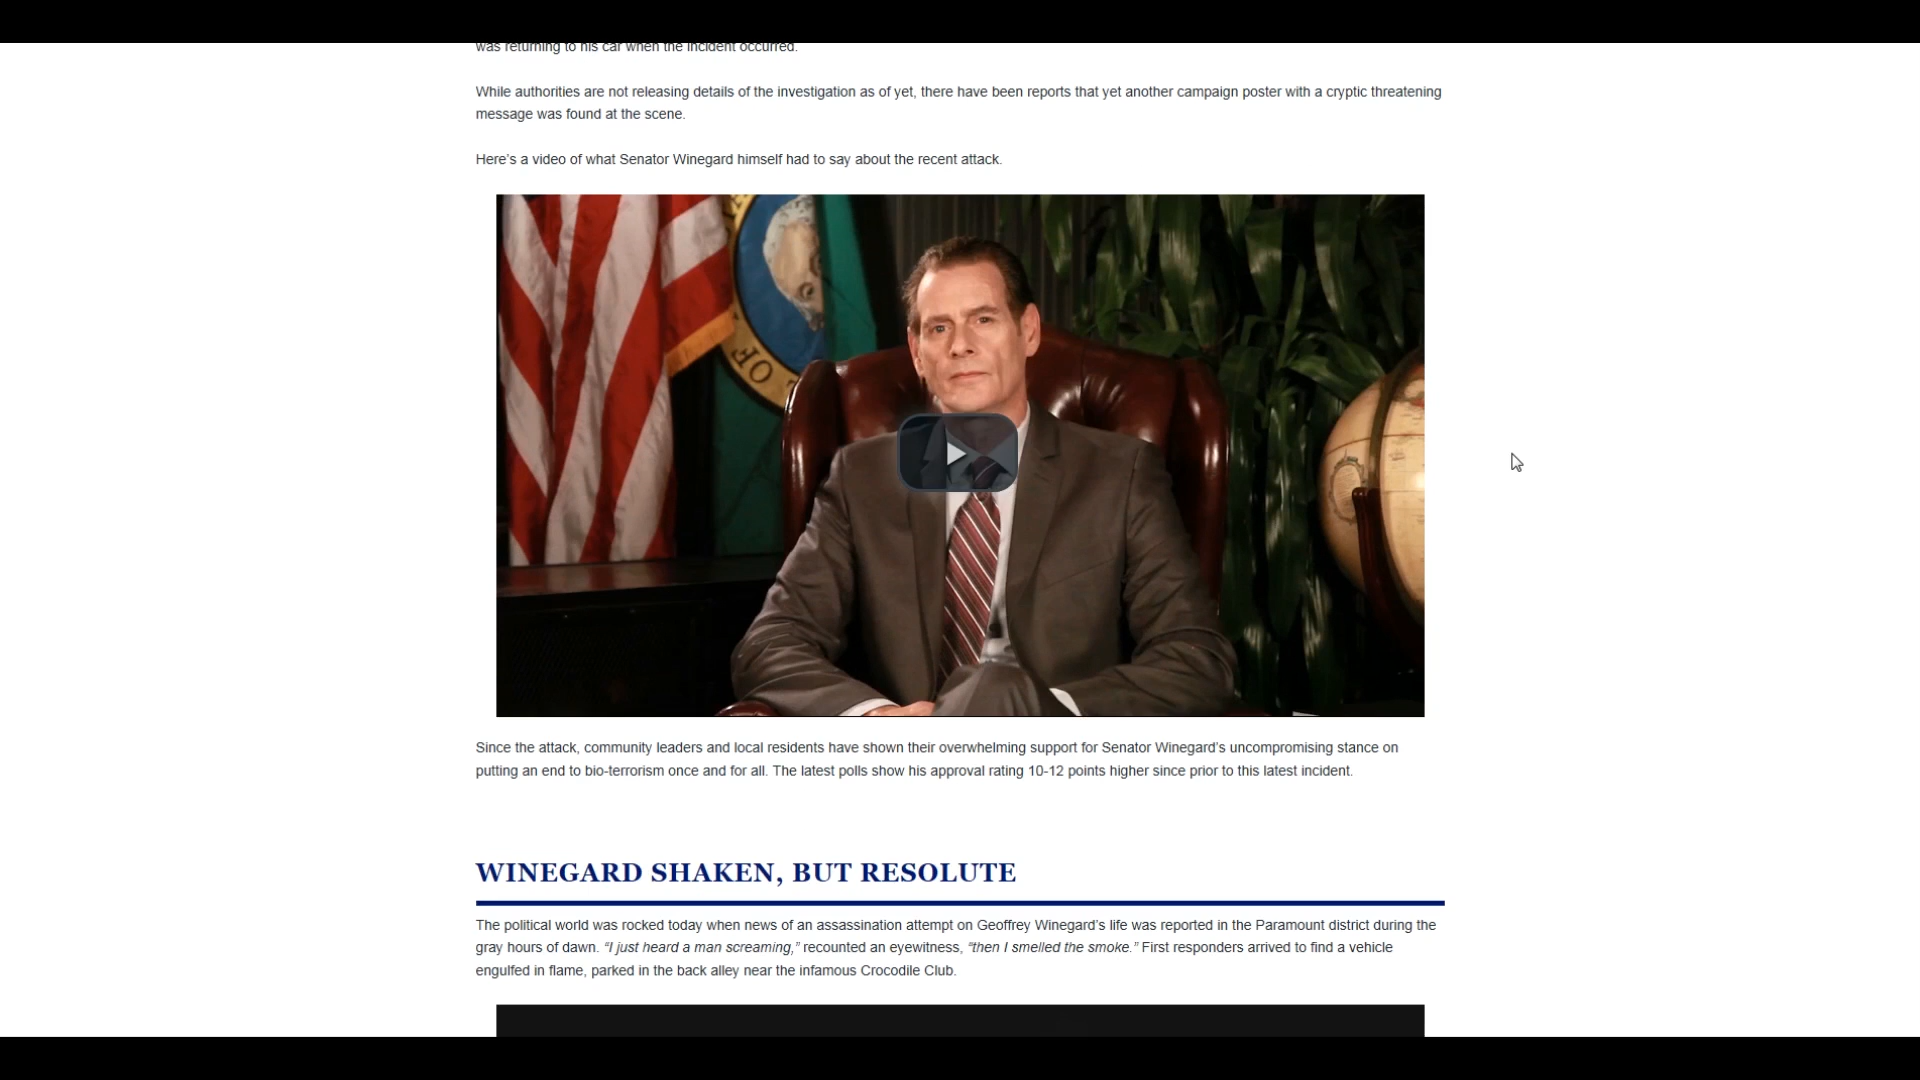 was returning to his car when the incident occurred.
While authorities are not releasing details of the investigation as of yet, there have been reports that yet another campaign poster with a cryptic threatening
message was found at the scene.
Here’s a video of what Senator Winegard himself had to say about the recent attack.
OF
Since the attack, community leaders and local residents have shown their overwhelming support for Senator Winegard’s uncompromising stance on
putting an end to bio-terrorism once and for all. The latest polls show his approval rating 10-12 points higher since prior to this latest incident.
WINEGARD SHAKEN, BUT RESOLUTE
The political world was rocked today when news of an assassination attempt on Geoffrey Winegard’s life was reported in the Paramount district during the
gray hours of dawn. “I just heard a man screaming,” recounted an eyewitness, “then I smelled the smoke.” First responders arrived to find a vehicle
engulfed in flame, parked in the back alley near the infamous Crocodile Club.